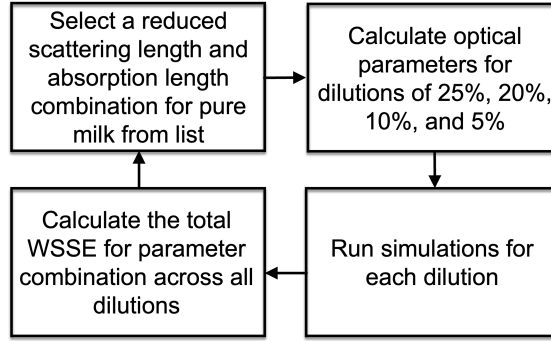 Select a reduced
scattering length and
absorption length
combination for pure
milk from list
Calculate optical
parameters for
dilutions of 25%, 20%,
10%, and 5%
Run simulations for
each dilution
Calculate the total
WSSE for parameter
combination across all
dilutions